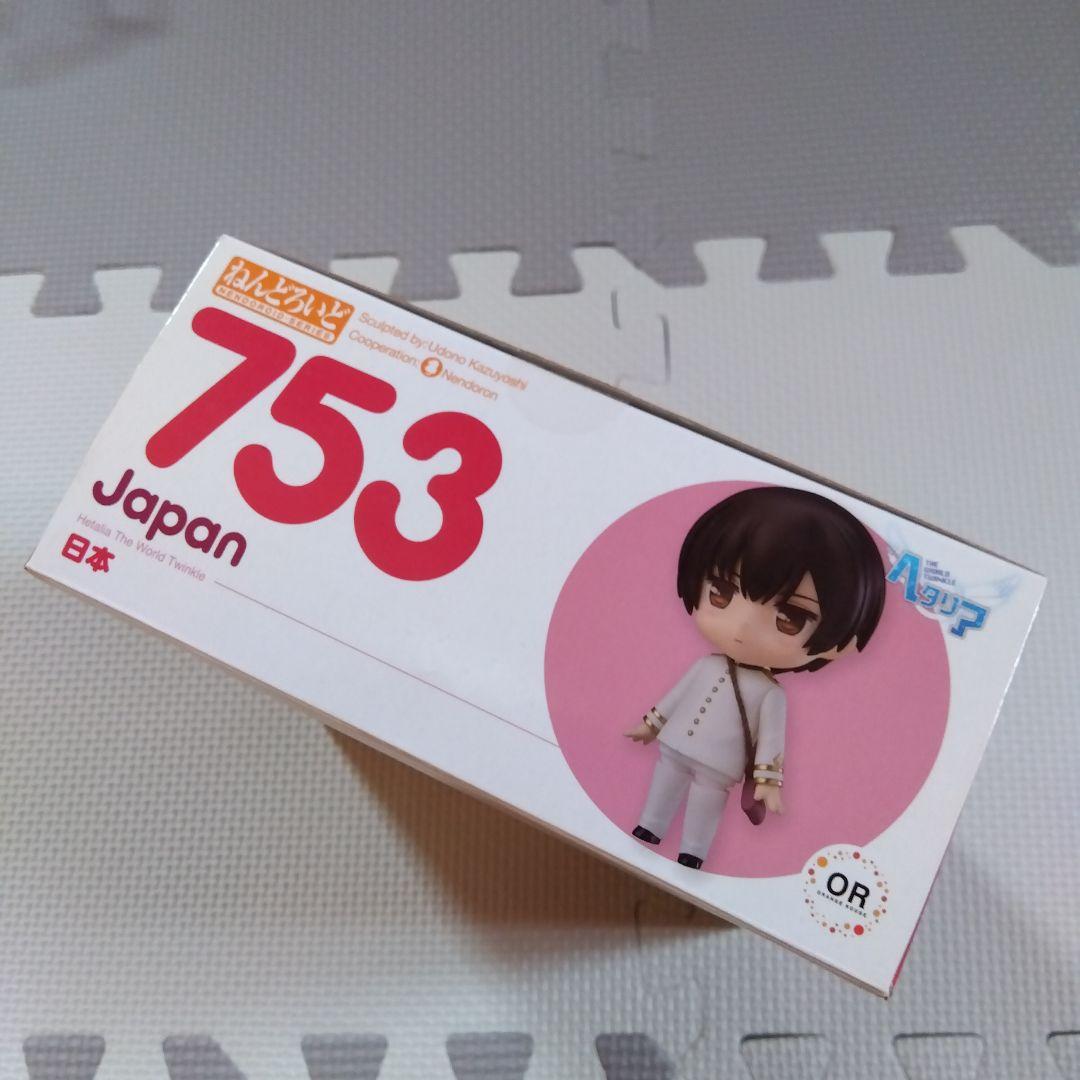 ねんどろいど
NENDOROID SERIES
Sculpted by: Udono Kazuyoshi
Cooperation: Nendoron
753
Japan
Hetalia The World Twinkle
日本
THE
WORLD
TWINKLE
ヘタリア
OR
ORANGE ROUGE